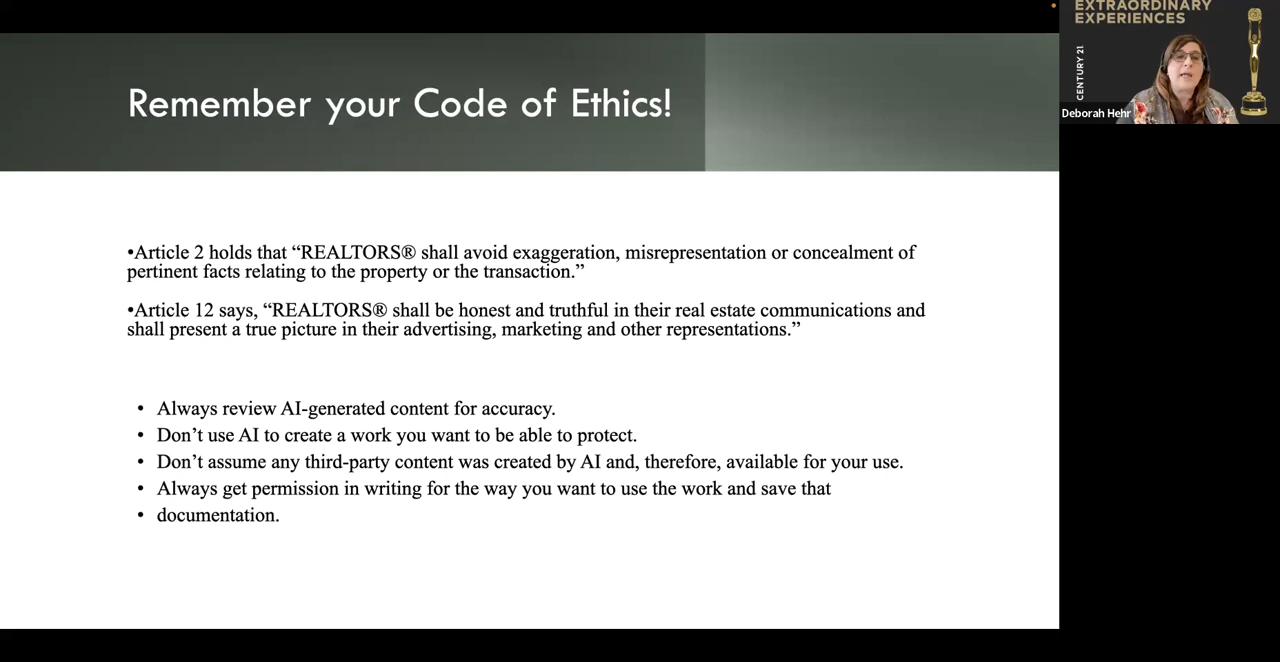 EXTRAORDINARY
EXPERIENCES
CENTURY 21
Deborah Hehr
Remember your Code of Ethics!
•Article 2 holds that “REALTORS® shall avoid exaggeration, misrepresentation or concealment of
pertinent facts relating to the property or the transaction.”
•Article 12 says, “REALTORS® shall be honest and truthful in their real estate communications and
shall present a true picture in their advertising, marketing and other representations.”
• Always review AI-generated content for accuracy.
• Don’t use AI to create a work you want to be able to protect.
• Don’t assume any third-party content was created by AI and, therefore, available for your use.
• Always get permission in writing for the way you want to use the work and save that
• documentation.